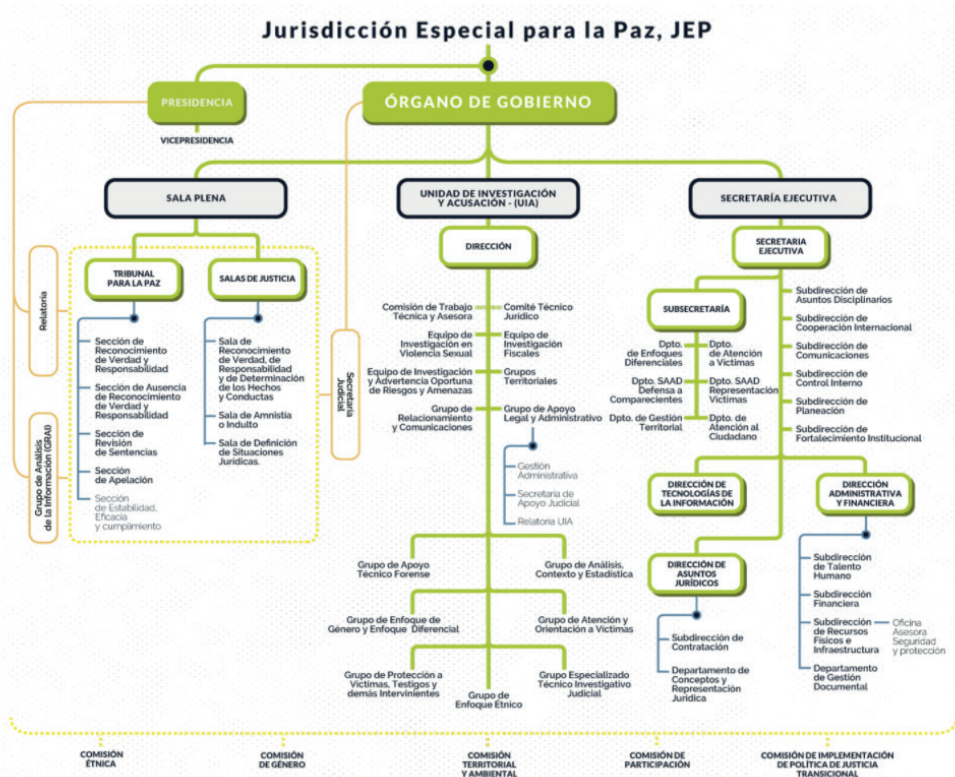 Jurisdicción Especial para la Paz, JEP
PRESIDENCIA
ÓRGANO DE GOBIERNO
VICEPRESIDENCIA
SALA PLENA
UNIDAD DE INVESTIGACIÓN
Y ACUSACIÓN - (UIA)
SECRETARÍA EJECUTIVA
Relatoría
Grupo de Análisis
de la Información (GRAI)
TRIBUNAL
PARA LA PAZ
SALAS DE JUSTICIA
Sección de
Reconocimiento
de Verdad y
Responsabilidad
Sección de Ausencia
de Reconocimiento
de Verdad y
Responsabilidad
Sección de
Revisión
de Sentencias
Sección
de Apelación
Sección
de Estabilidad,
Eficacia
y cumplimiento
Sala de
Reconocimiento
de Verdad, de
Responsabilidad
y de Determinación
de los Hechos
y Conductas
Sala de Amnistía
o Indulto
Sala de Definición
de Situaciones
Jurídicas.
Secretaría
Judicial
DIRECCIÓN
Comisión de Trabajo
Técnica y Asesora
Comité Técnico
Jurídico
Equipo de
Investigación en
Violencia Sexual
Equipo de
Investigación
Fiscales
Equipo de Investigación
y Advertencia Oportuna
de Riesgos y Amenazas
Grupos
Territoriales
Grupo de
Relacionamiento
y Comunicaciones
Grupo de Apoyo
Legal y Administrativo
Gestión
Administrativa
Secretaria de
Apoyo Judicial
Relatoria UIA
Grupo de Apoyo
Técnico Forense
Grupo de Análisis,
Contexto y Estadística
Grupo de Enfoque de
Género y Enfoque Diferencial
Grupo de Atención y
Orientación a Víctimas
Grupo de Protección a
Víctimas, Testigos y
demás Intervinientes
Grupo de
Enfoque Étnico
Grupo Especializado
Técnico Investigativo
Judicial
SECRETARIA
EJECUTIVA
SUBSECRETARÍA
Dpto.
de Enfoques
Diferenciales
Dpto.
de Atención
a Víctimas
Dpto. SAAD
Defensa a
Comparecientes
Dpto. SAAD
Representación
Víctimas
Dpto. de Gestión
Territorial
Dpto. de
Atención al
Ciudadano
Subdirección de
Asuntos Disciplinarios
Subdirección de
Cooperación Internacional
Subdirección de
Comunicaciones
Subdirección de
Control Interno
Subdirección de
Planeación
Subdirección de
Fortalecimiento Institucional
DIRECCIÓN DE
TECNOLOGÍAS DE
LA INFORMACIÓN
DIRECCIÓN
ADMINISTRATIVA
Y FINANCIERA
DIRECCIÓN DE
ASUNTOS
JURÍDICOS
Subdirección de
Contratación
Departamento de
Conceptos y
Representación
Jurídica
Subdirección
de Talento
Humano
Subdirección
Financiera
Subdirección
de Recursos
Físicos e
Infraestructura
Oficina
Asesora
Seguridad
y protección
Departamento
de Gestión
Documental
COMISIÓN
ÉTNICA
COMISIÓN
DE GÉNERO
COMISIÓN
TERRITORIAL
Y AMBIENTAL
COMISIÓN DE
PARTICIPACIÓN
COMISIÓN DE IMPLEMENTACIÓN
DE POLÍTICA DE JUSTICIA
TRANSICIONAL